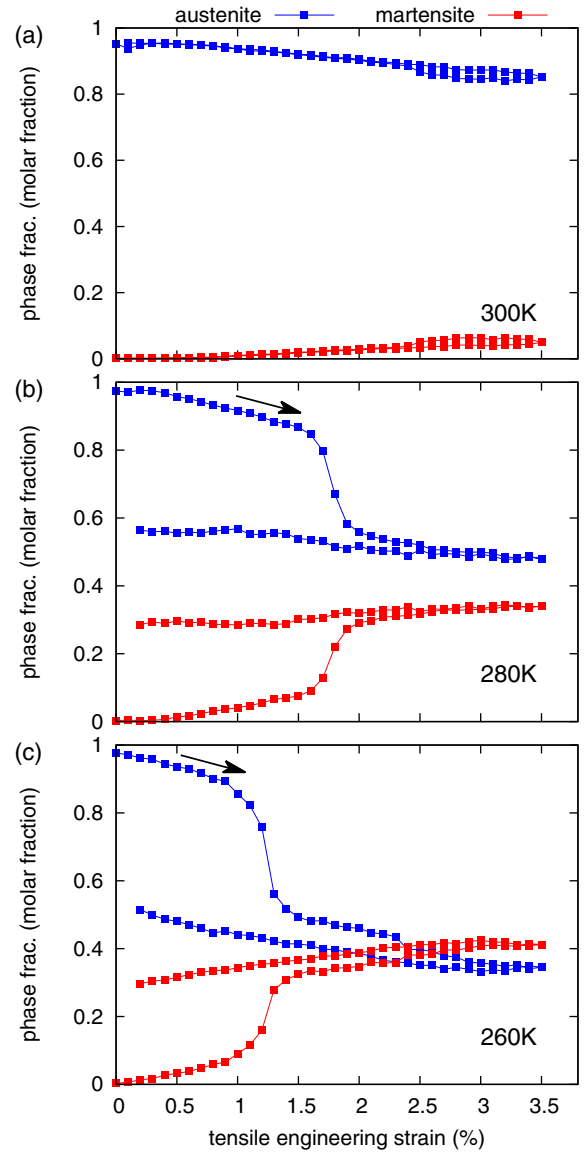 austenite martensite
(a)
phase frac. (molar fraction)
1
0.8
0.6
0.4
0.2
0
300K
(b)
phase frac. (molar fraction)
1
0.8
0.6
0.4
0.2
0
280K
(c)
phase frac. (molar fraction)
1
0.8
0.6
0.4
0.2
0
260K
0 0.5 1 1.5 2 2.5 3 3.5
tensile engineering strain (%)